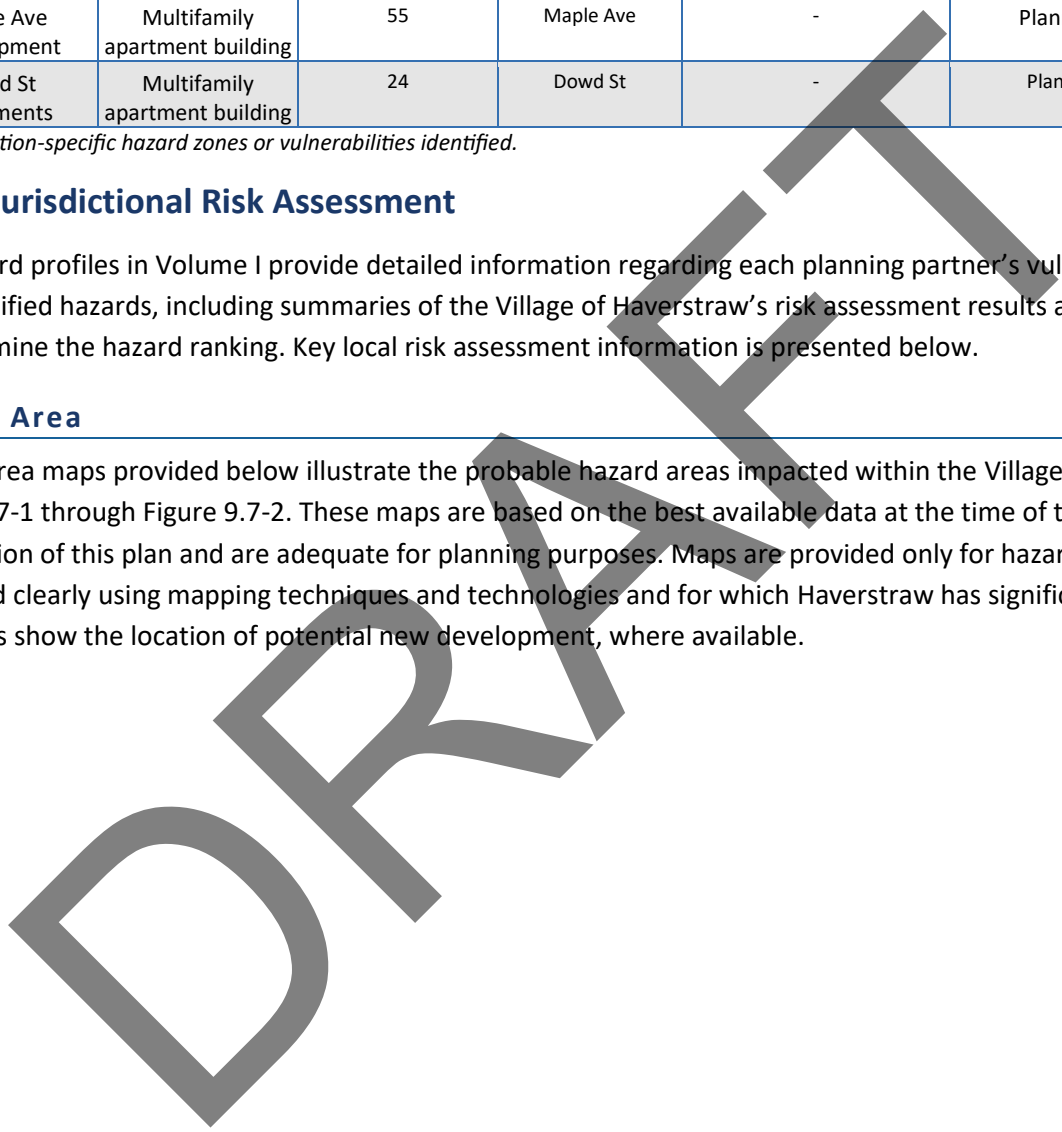 e Ave Multifamily 55 Maple Ave - Plan
pment apartment building
d St Multifamily 24 Dowd St - Plan
ments apartment building
tion-specific hazard zones or vulnerabilities identified.
urisdictional Risk Assessment
rd profiles in Volume I provide detailed information regarding each planning partner’s vul
ified hazards, including summaries of the Village of Haverstraw’s risk assessment results a
mine the hazard ranking. Key local risk assessment information is presented below.
Area
rea maps provided below illustrate the probable hazard areas impacted within the Village
7-1 through Figure 9.7-2. These maps are based on the best available data at the time of t
ion of this plan and are adequate for planning purposes. Maps are provided only for hazar
d clearly using mapping techniques and technologies and for which Haverstraw has signific
s show the location of potential new development, where available.
DRAFT